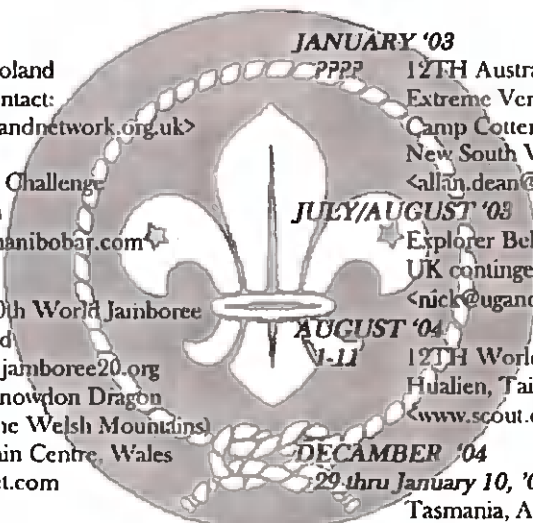 oland
ntact:
andnetwork.org.uk>
Challenge
anibobar.com
0th World Jamboree
d
jamboree20.org
nowdon Dragon
ne Welsh Mountains)
ain Centre, Wales
et.com
JANUARY '03
???? 12TH Austra
Extreme Ver
Camp Cotter
New South V
<allan.dean@
JULY/AUGUST '03
Explorer Bel
UK continge
<nick@ugand
AUGUST '04
1-11 12TH World
Hualien, Tai
<www.scout.c
DECAMBER '04
29 thru January 10, '0
Tasmania, A